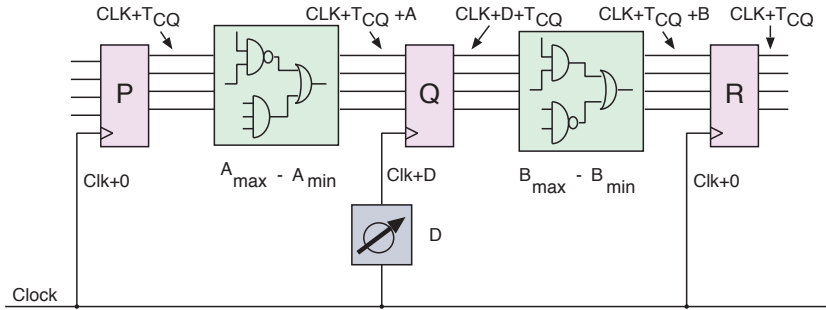 CLK+TCQ
CLK+TCQ +A
CLK+D+TCQ
CLK+TCQ +B
CLK+TCQ
P
Q
R
Clk+0
Amax - Amin
Clk+D
Bmax - Bmin
Clk+0
D
Clock